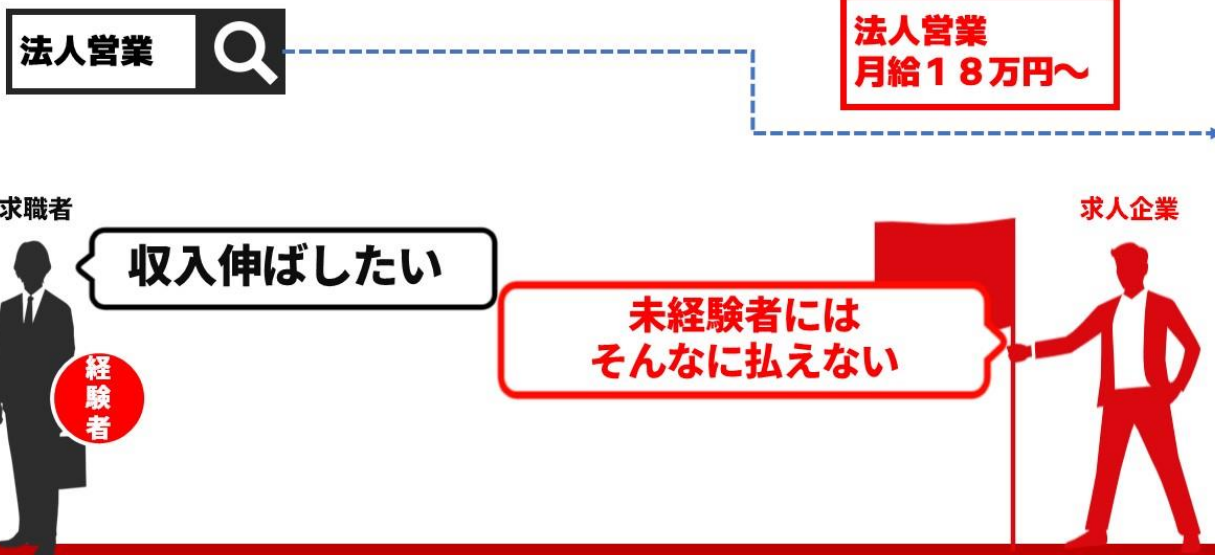 法人営業
法人営業
月給18万円〜
求職者
求人企業
収入伸ばしたい
未経験者には
そんなに払えない
経験者